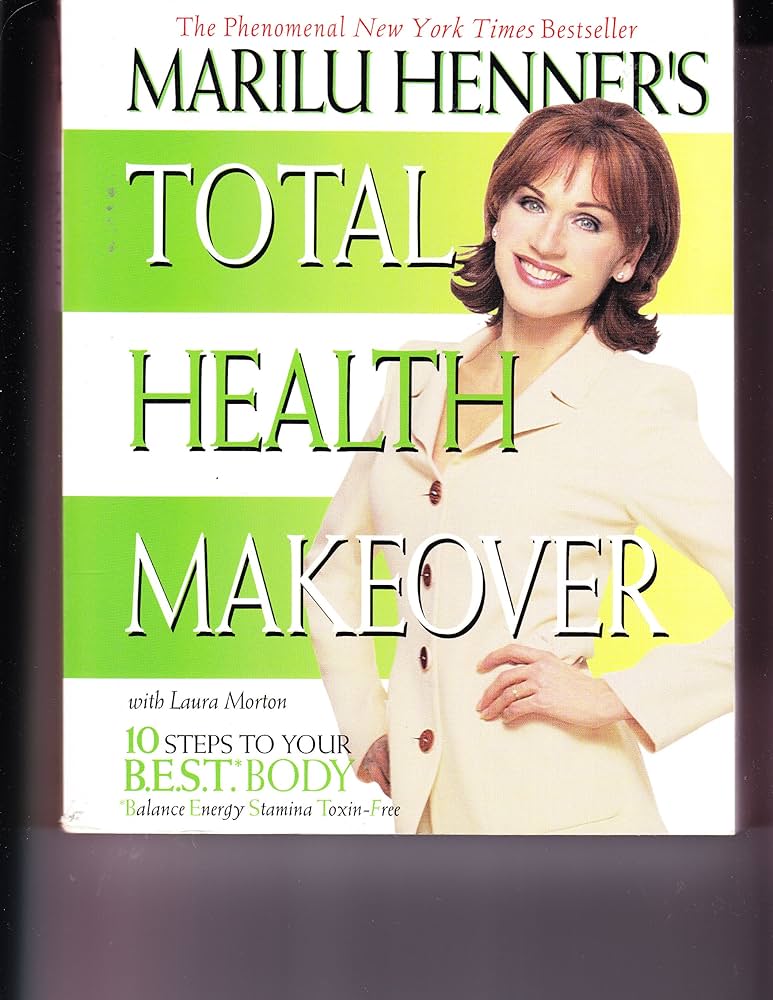 The Phenomenal New York Times Bestseller
MARILU HENNER'S
TOTAL
HEALTH
MAKEOVER
with Laura Morton
10 STEPS TO YOUR
B.E.S.T.* BODY
*Balance Energy Stamina Toxin-Free